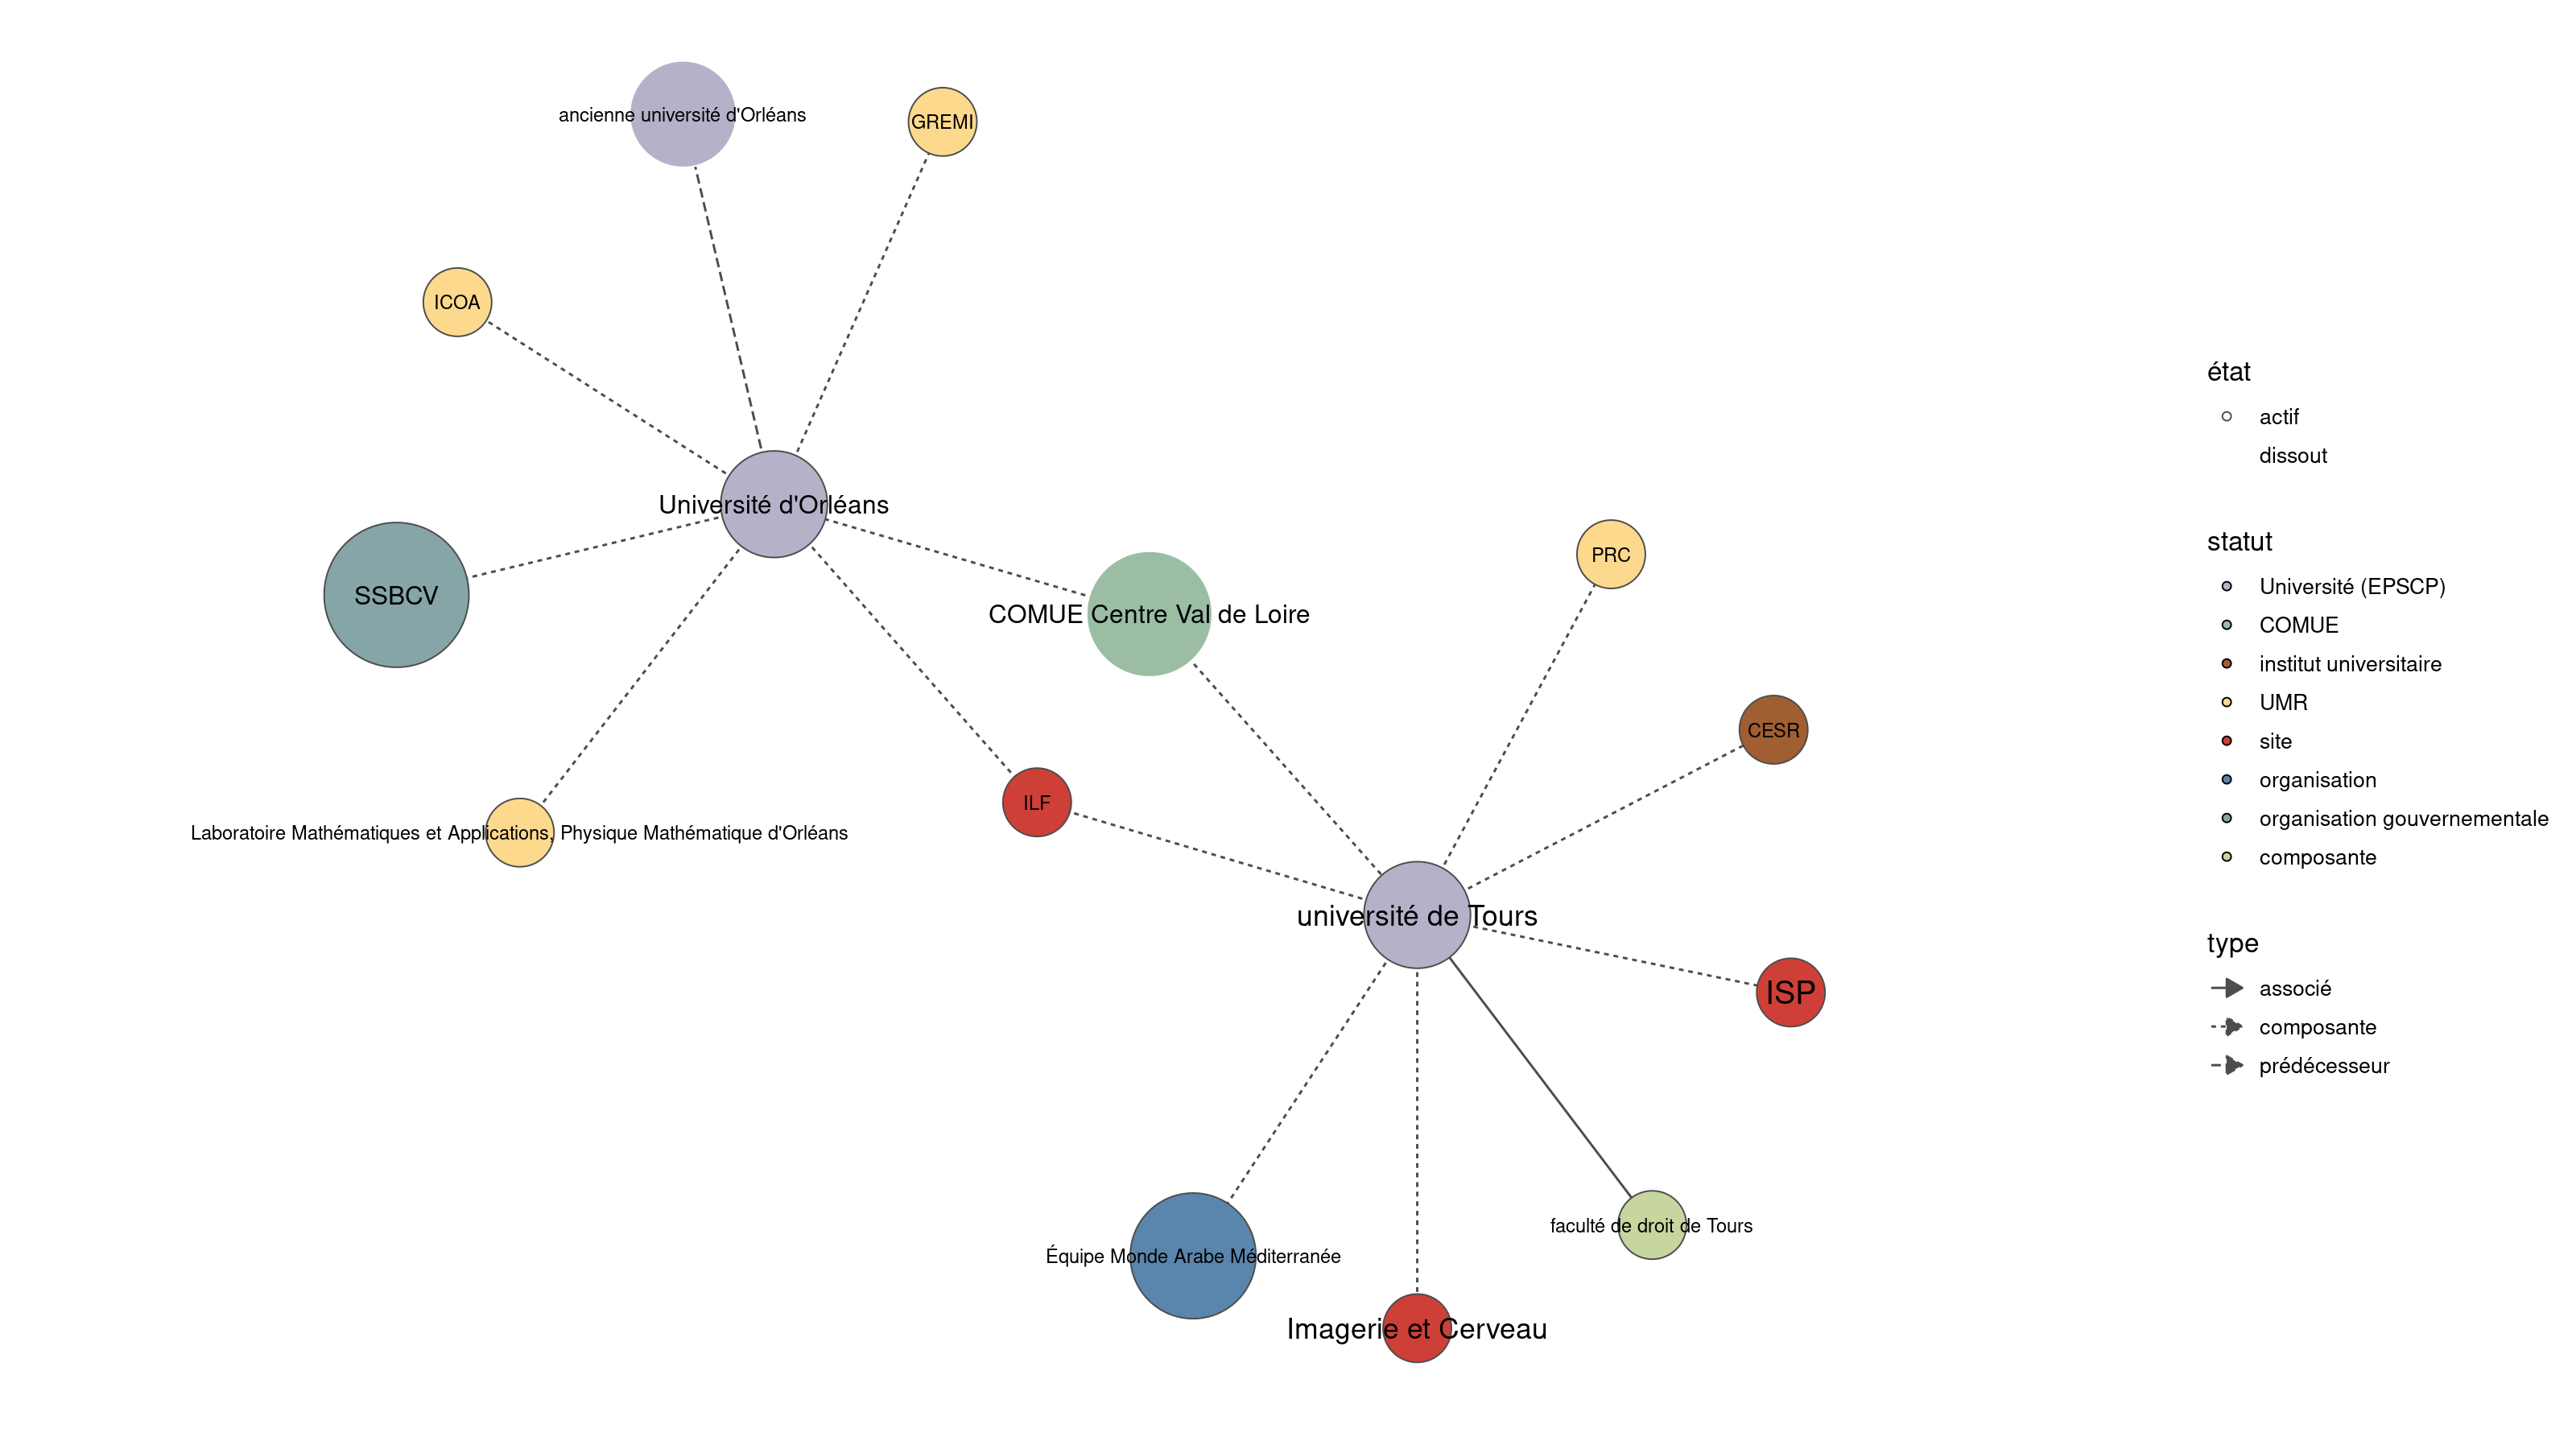 ancienne université d'Orléans
GREMI
ICOA
Université d'Orléans
SSBCV
COMUE Centre Val de Loire
PRC
CESR
ILF
Laboratoire Mathématiques et Applications, Physique Mathématique d'Orléans
université de Tours
ISP
faculté de droit de Tours
Équipe Monde Arabe Méditerranée
Imagerie et Cerveau
état
actif
dissout
statut
Université (EPSCP)
COMUE
institut universitaire
UMR
site
organisation
organisation gouvernementale
composante
type
associé
composante
prédécesseur